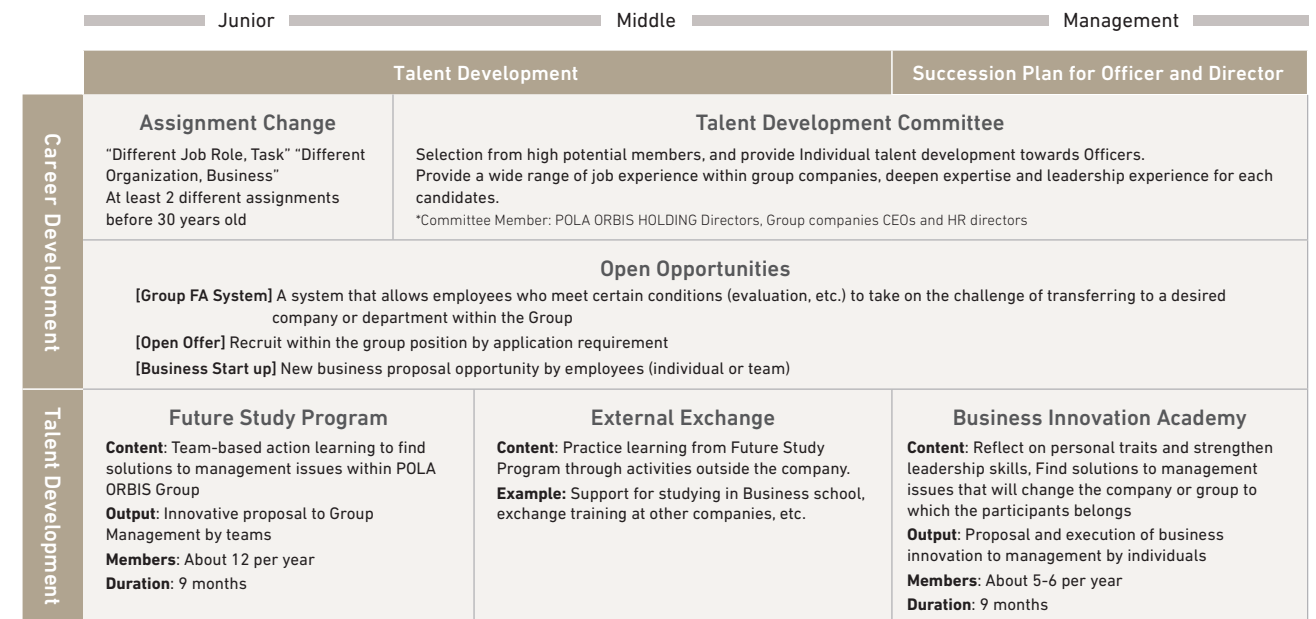 Junior
Middle
Management
Talent Development
Succession Plan for Officer and Director
Career Development
Assignment Change
“Different Job Role, Task” “Different
Organization, Business”
At least 2 different assignments
before 30 years old
Talent Development Committee
Selection from high potential members, and provide Individual talent development towards Officers.
Provide a wide range of job experience within group companies, deepen expertise and leadership experience for each
candidates.
*Committee Member: POLA ORBIS HOLDING Directors, Group companies CEOs and HR directors
Open Opportunities
[Group FA System] A system that allows employees who meet certain conditions (evaluation, etc.) to take on the challenge of transferring to a desired
company or department within the Group
[Open Offer] Recruit within the group position by application requirement
[Business Start up] New business proposal opportunity by employees (individual or team)
Talent Development
Future Study Program
Content: Team-based action learning to find
solutions to management issues within POLA
ORBIS Group
Output: Innovative proposal to Group
Management by teams
Members: About 12 per year
Duration: 9 months
External Exchange
Content: Practice learning from Future Study
Program through activities outside the company.
Example: Support for studying in Business school,
exchange training at other companies, etc.
Business Innovation Academy
Content: Reflect on personal traits and strengthen
leadership skills, Find solutions to management
issues that will change the company or group to
which the participants belongs
Output: Proposal and execution of business
innovation to management by individuals
Members: About 5-6 per year
Duration: 9 months